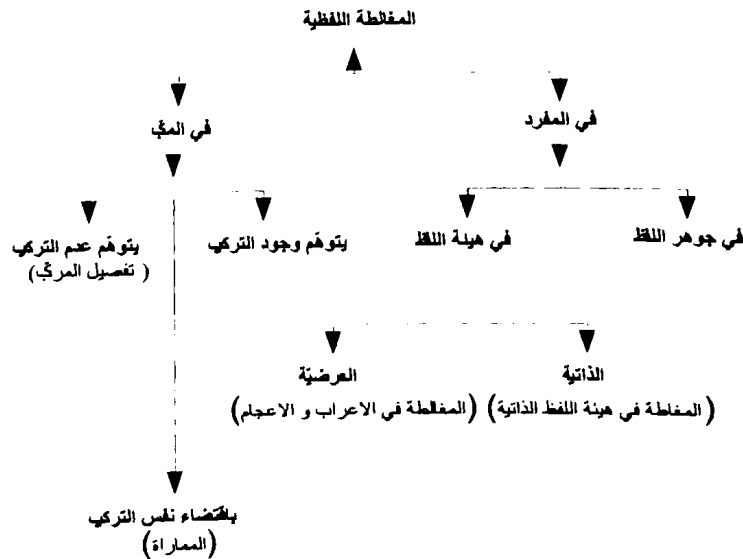 المغالطة اللفظية
في المفرد
في المركّب
في جوهر اللفظ
في هيئة اللفظ
يتوهّم وجود التركيب
يتوهّم عدم التركيب
( تفصيل المركّب)
الذاتية
(المغاطة في هيئة اللفظ الذاتية)
العرضيّة
(المغالطة في الاعراب و الاعجام)
باقتضاء نفس التركيب
(المماراة)